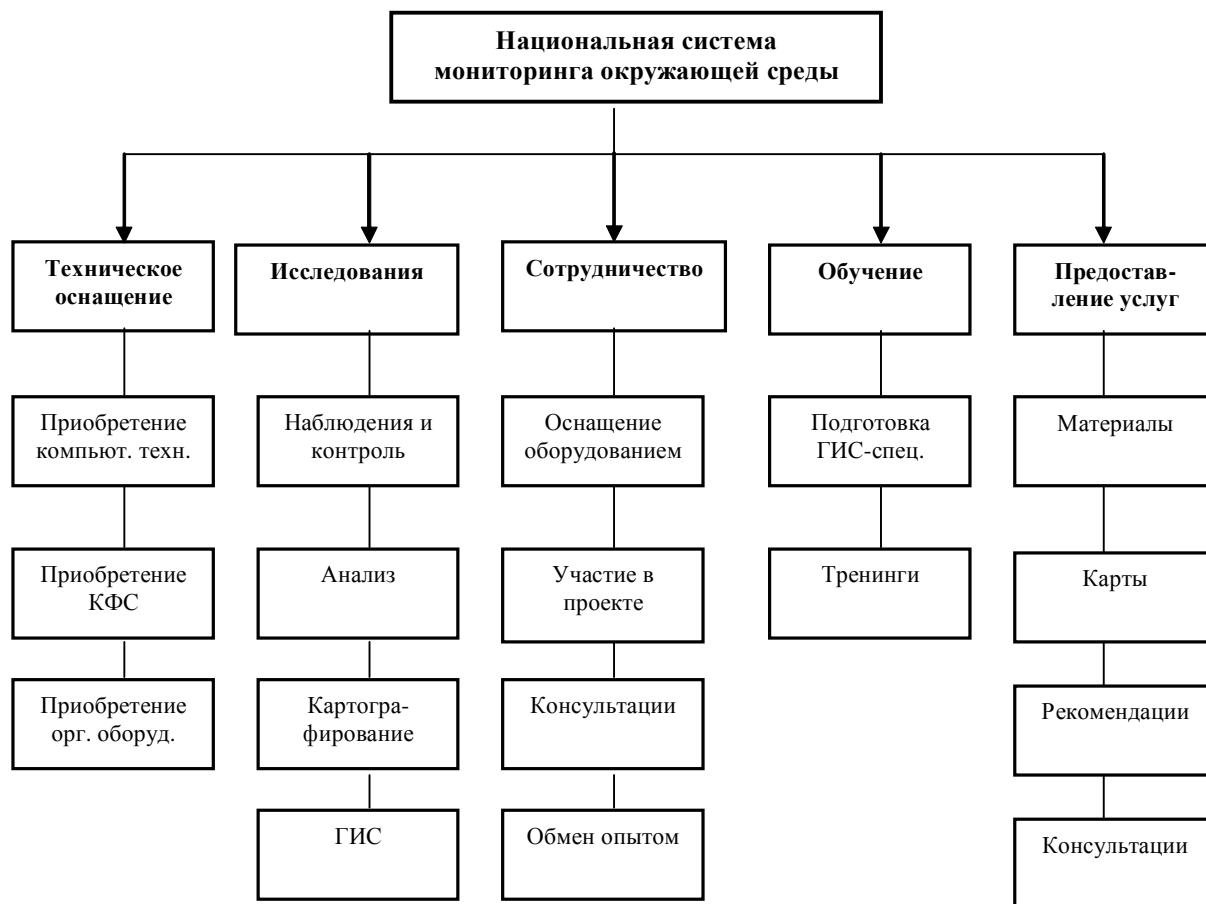 Национальная система
мониторинга окружающей среды
Техническое
оснащение
Исследования
Сотрудничество
Обучение
Предостав-
ление услуг
Приобретение
компьют. техн.
Наблюдения и
контроль
Оснащение
оборудованием
Подготовка
ГИС-спец.
Материалы
Приобретение
КФС
Анализ
Участие в
проекте
Тренинги
Карты
Приобретение
орг. оборуд.
Картогра-
фирование
Консультации
Рекомендации
ГИС
Обмен опытом
Консультации